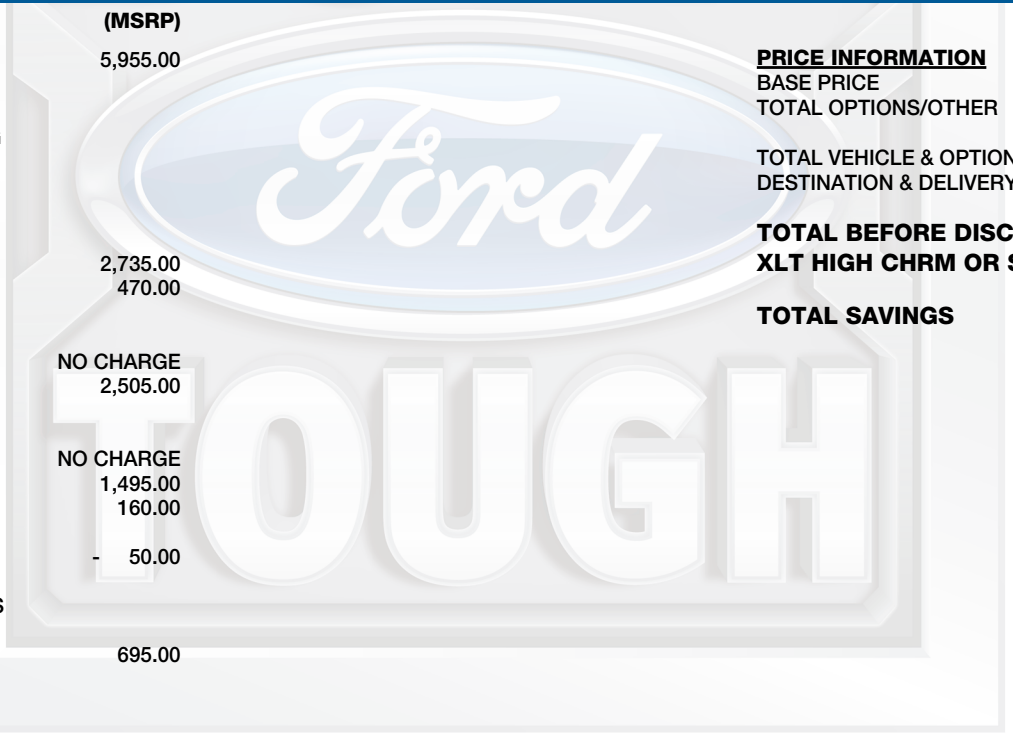 (MSRP)
5,955.00
2,735.00
470.00
NO CHARGE
2,505.00
NO CHARGE
1,495.00
160.00
- 50.00
695.00
PRICE INFORMATION
BASE PRICE
TOTAL OPTIONS/OTHER
TOTAL VEHICLE & OPTION
DESTINATION & DELIVERY
TOTAL BEFORE DISC
XLT HIGH CHRM OR S
TOTAL SAVINGS
Ford
TOUGH